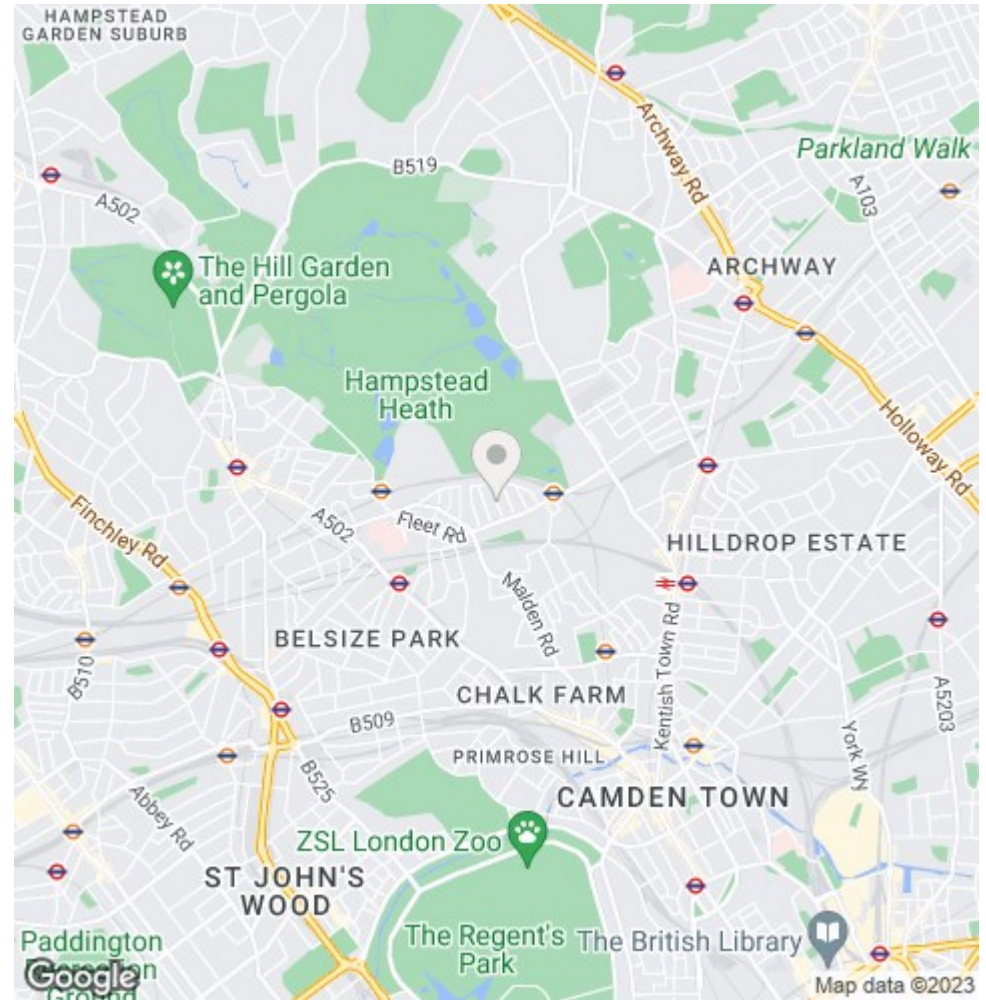 HAMPSTEAD
GARDEN SUBURB
B519
Archway Rd
Parkland Walk
A103
A502
The Hill Garden
and Pergola
ARCHWAY
Hampstead
Heath
Holloway Rd
Finchley Rd
A502
Fleet Rd
HILLDROP ESTATE
Malden Rd
BELSIZE PARK
Kentish Town Rd
B510
CHALK FARM
A5203
B509
York WN
PRIMROSE HILL
B525
CAMDEN TOWN
Abbey Rd
ZSL London Zoo
ST JOHN'S
WOOD
The Regent's
Park
The British Library
Paddington
Ground
Google
Map data ©2023